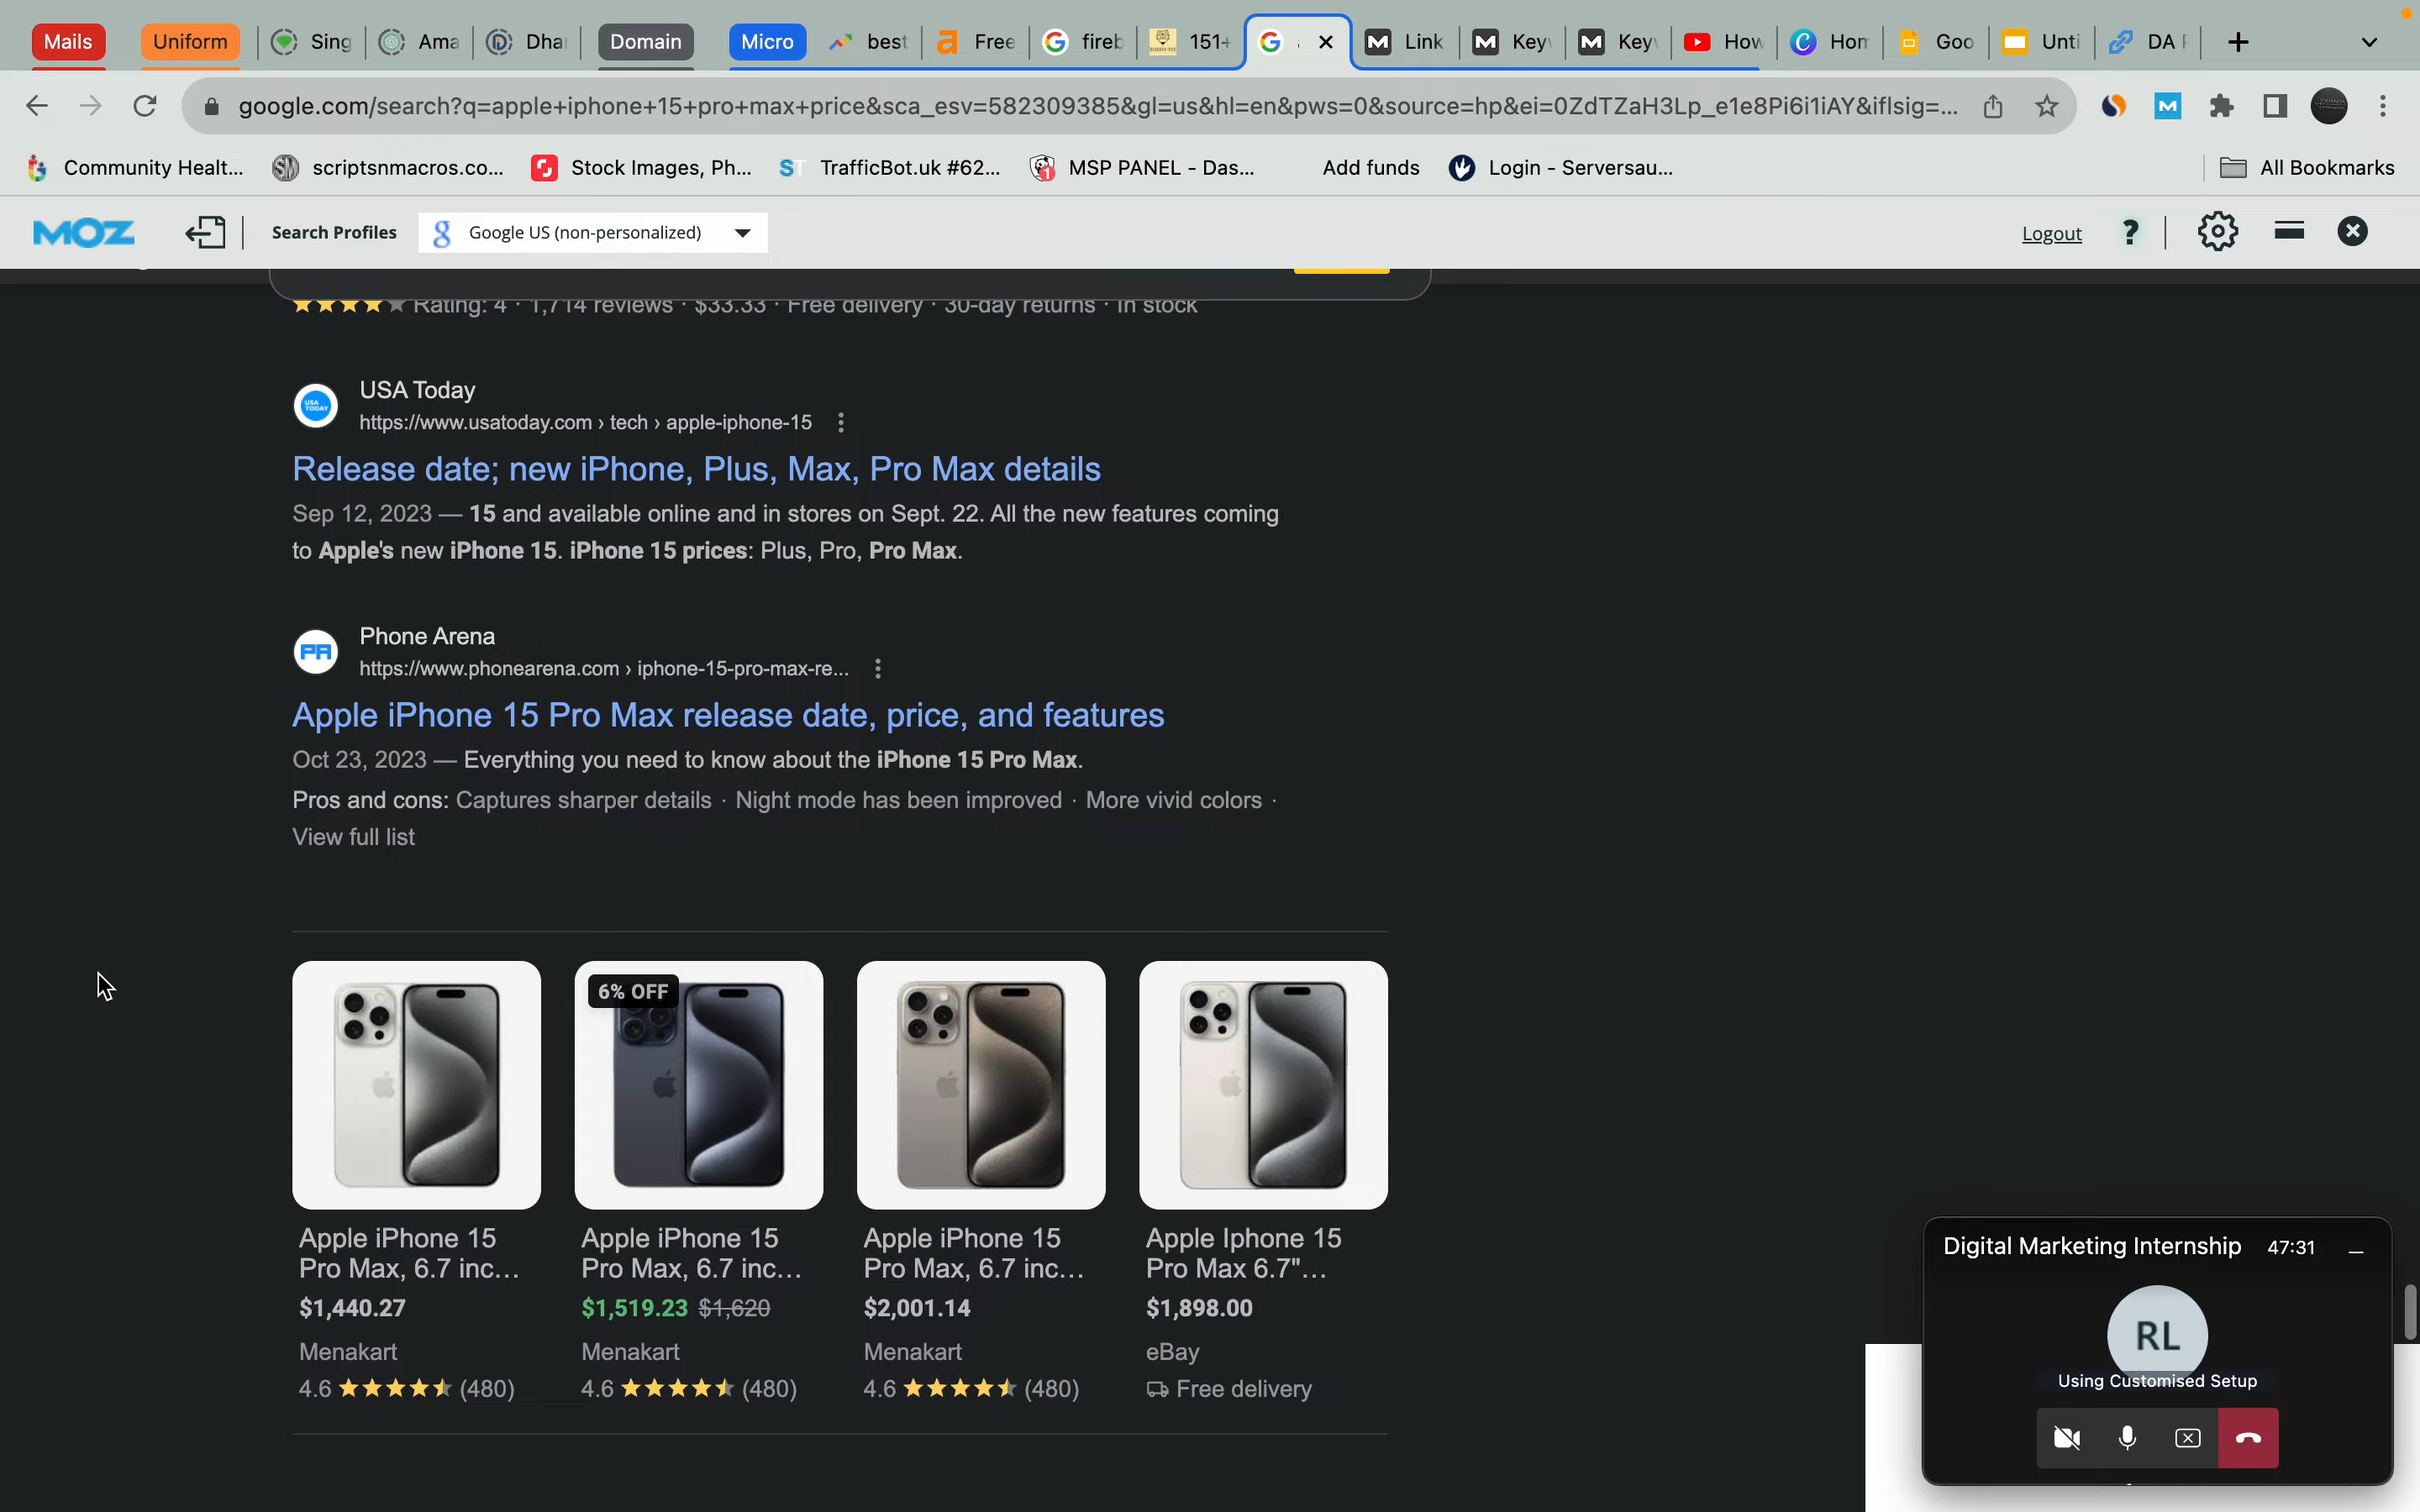 Mails Uniform Sing Ama Dha Domain Micro best Free fireb 151+ Link Key Key How Hom Goo Unti DA
google.com/search?q=apple+iphone+15+pro+max+price&sca_esv=582309385&gl=us&hl=en&pws=0&source=hp&ei=0ZdTZaH3Lp_e1e8Pi6i1iAY&iflsig=...
Community Healt... scriptsnmacros.co... Stock Images, Ph... TrafficBot.uk #62... MSP PANEL - Das... Add funds Login - Serversau... All Bookmarks
MOZ Search Profiles Google US (non-personalized) Logout ?
Rating: 4 · 1,714 reviews · $33.33 · Free delivery · 30-day returns · In stock
USA TODAY
USA Today
https://www.usatoday.com › tech › apple-iphone-15
Release date; new iPhone, Plus, Max, Pro Max details
Sep 12, 2023 — 15 and available online and in stores on Sept. 22. All the new features coming
to Apple's new iPhone 15. iPhone 15 prices: Plus, Pro, Pro Max.
PA
Phone Arena
https://www.phonearena.com › iphone-15-pro-max-re...
Apple iPhone 15 Pro Max release date, price, and features
Oct 23, 2023 — Everything you need to know about the iPhone 15 Pro Max.
Pros and cons: Captures sharper details · Night mode has been improved · More vivid colors ·
View full list
6% OFF
Apple iPhone 15
Pro Max, 6.7 inc...
$1,440.27
Menakart
4.6 (480)
Apple iPhone 15
Pro Max, 6.7 inc...
$1,519.23 $1,620
Menakart
4.6 (480)
Apple iPhone 15
Pro Max, 6.7 inc...
$2,001.14
Menakart
4.6 (480)
Apple Iphone 15
Pro Max 6.7"...
$1,898.00
eBay
Free delivery
Digital Marketing Internship 47:31
RL
Using Customised Setup